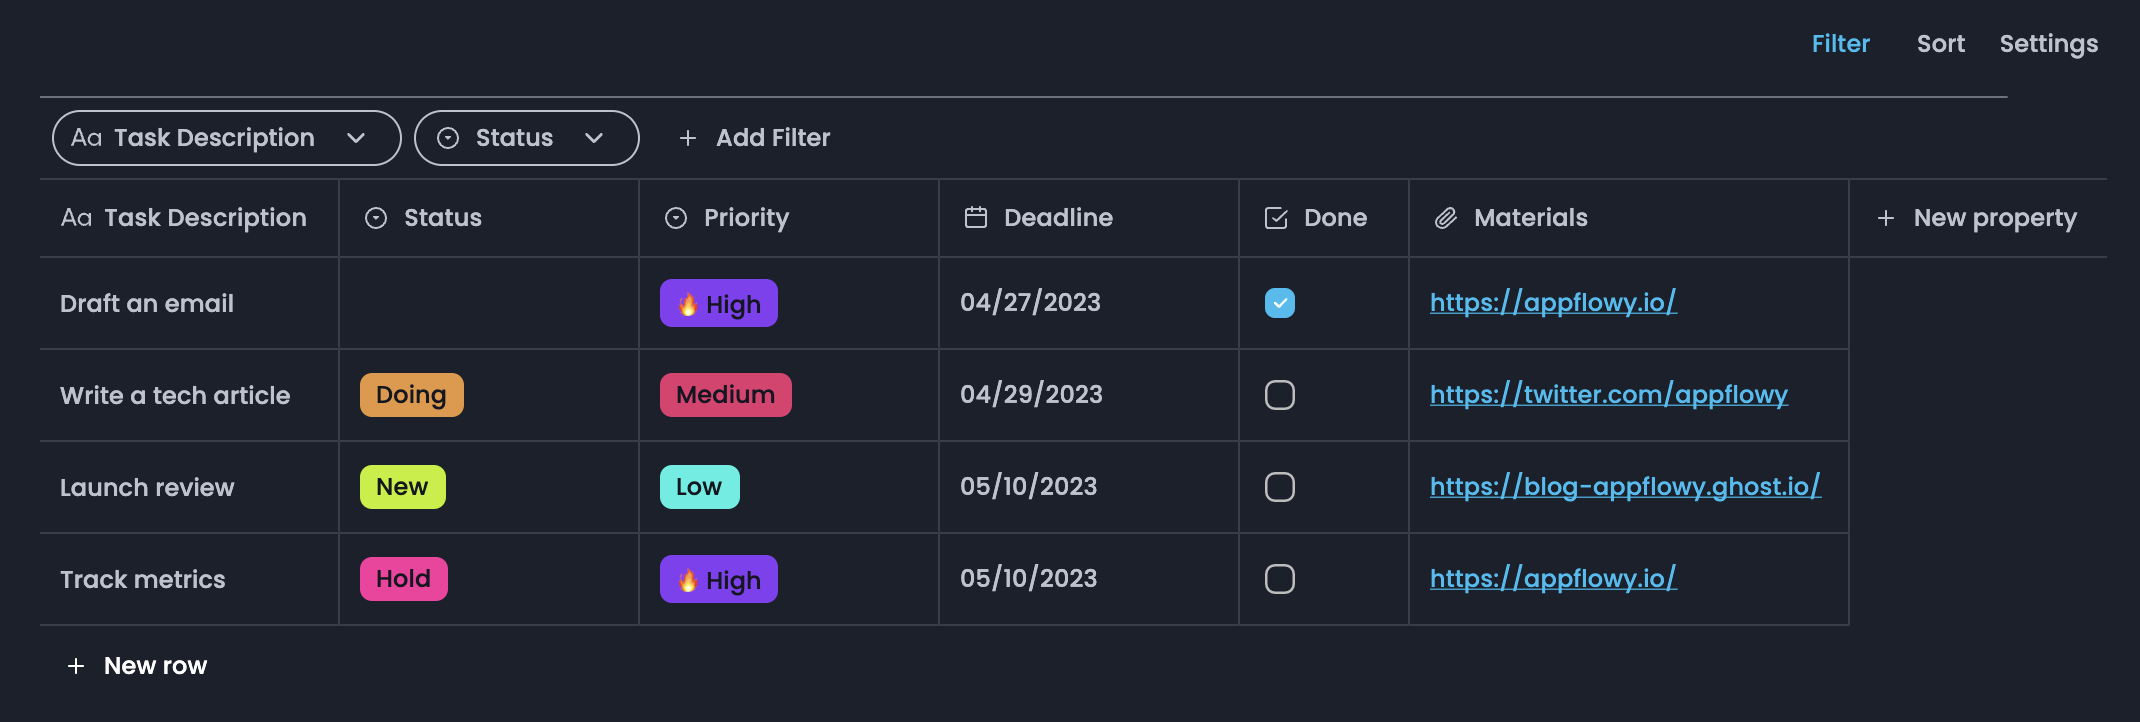 Filter Sort Settings
Aa Task Description Status + Add Filter
Aa Task Description Status Priority Deadline Done Materials + New property
Draft an email 🔥 High 04/27/2023 https://appflowy.io/
Write a tech article Doing Medium 04/29/2023 https://twitter.com/appflowy
Launch review New Low 05/10/2023 https://blog-appflowy.ghost.io/
Track metrics Hold 🔥 High 05/10/2023 https://appflowy.io/
+ New row